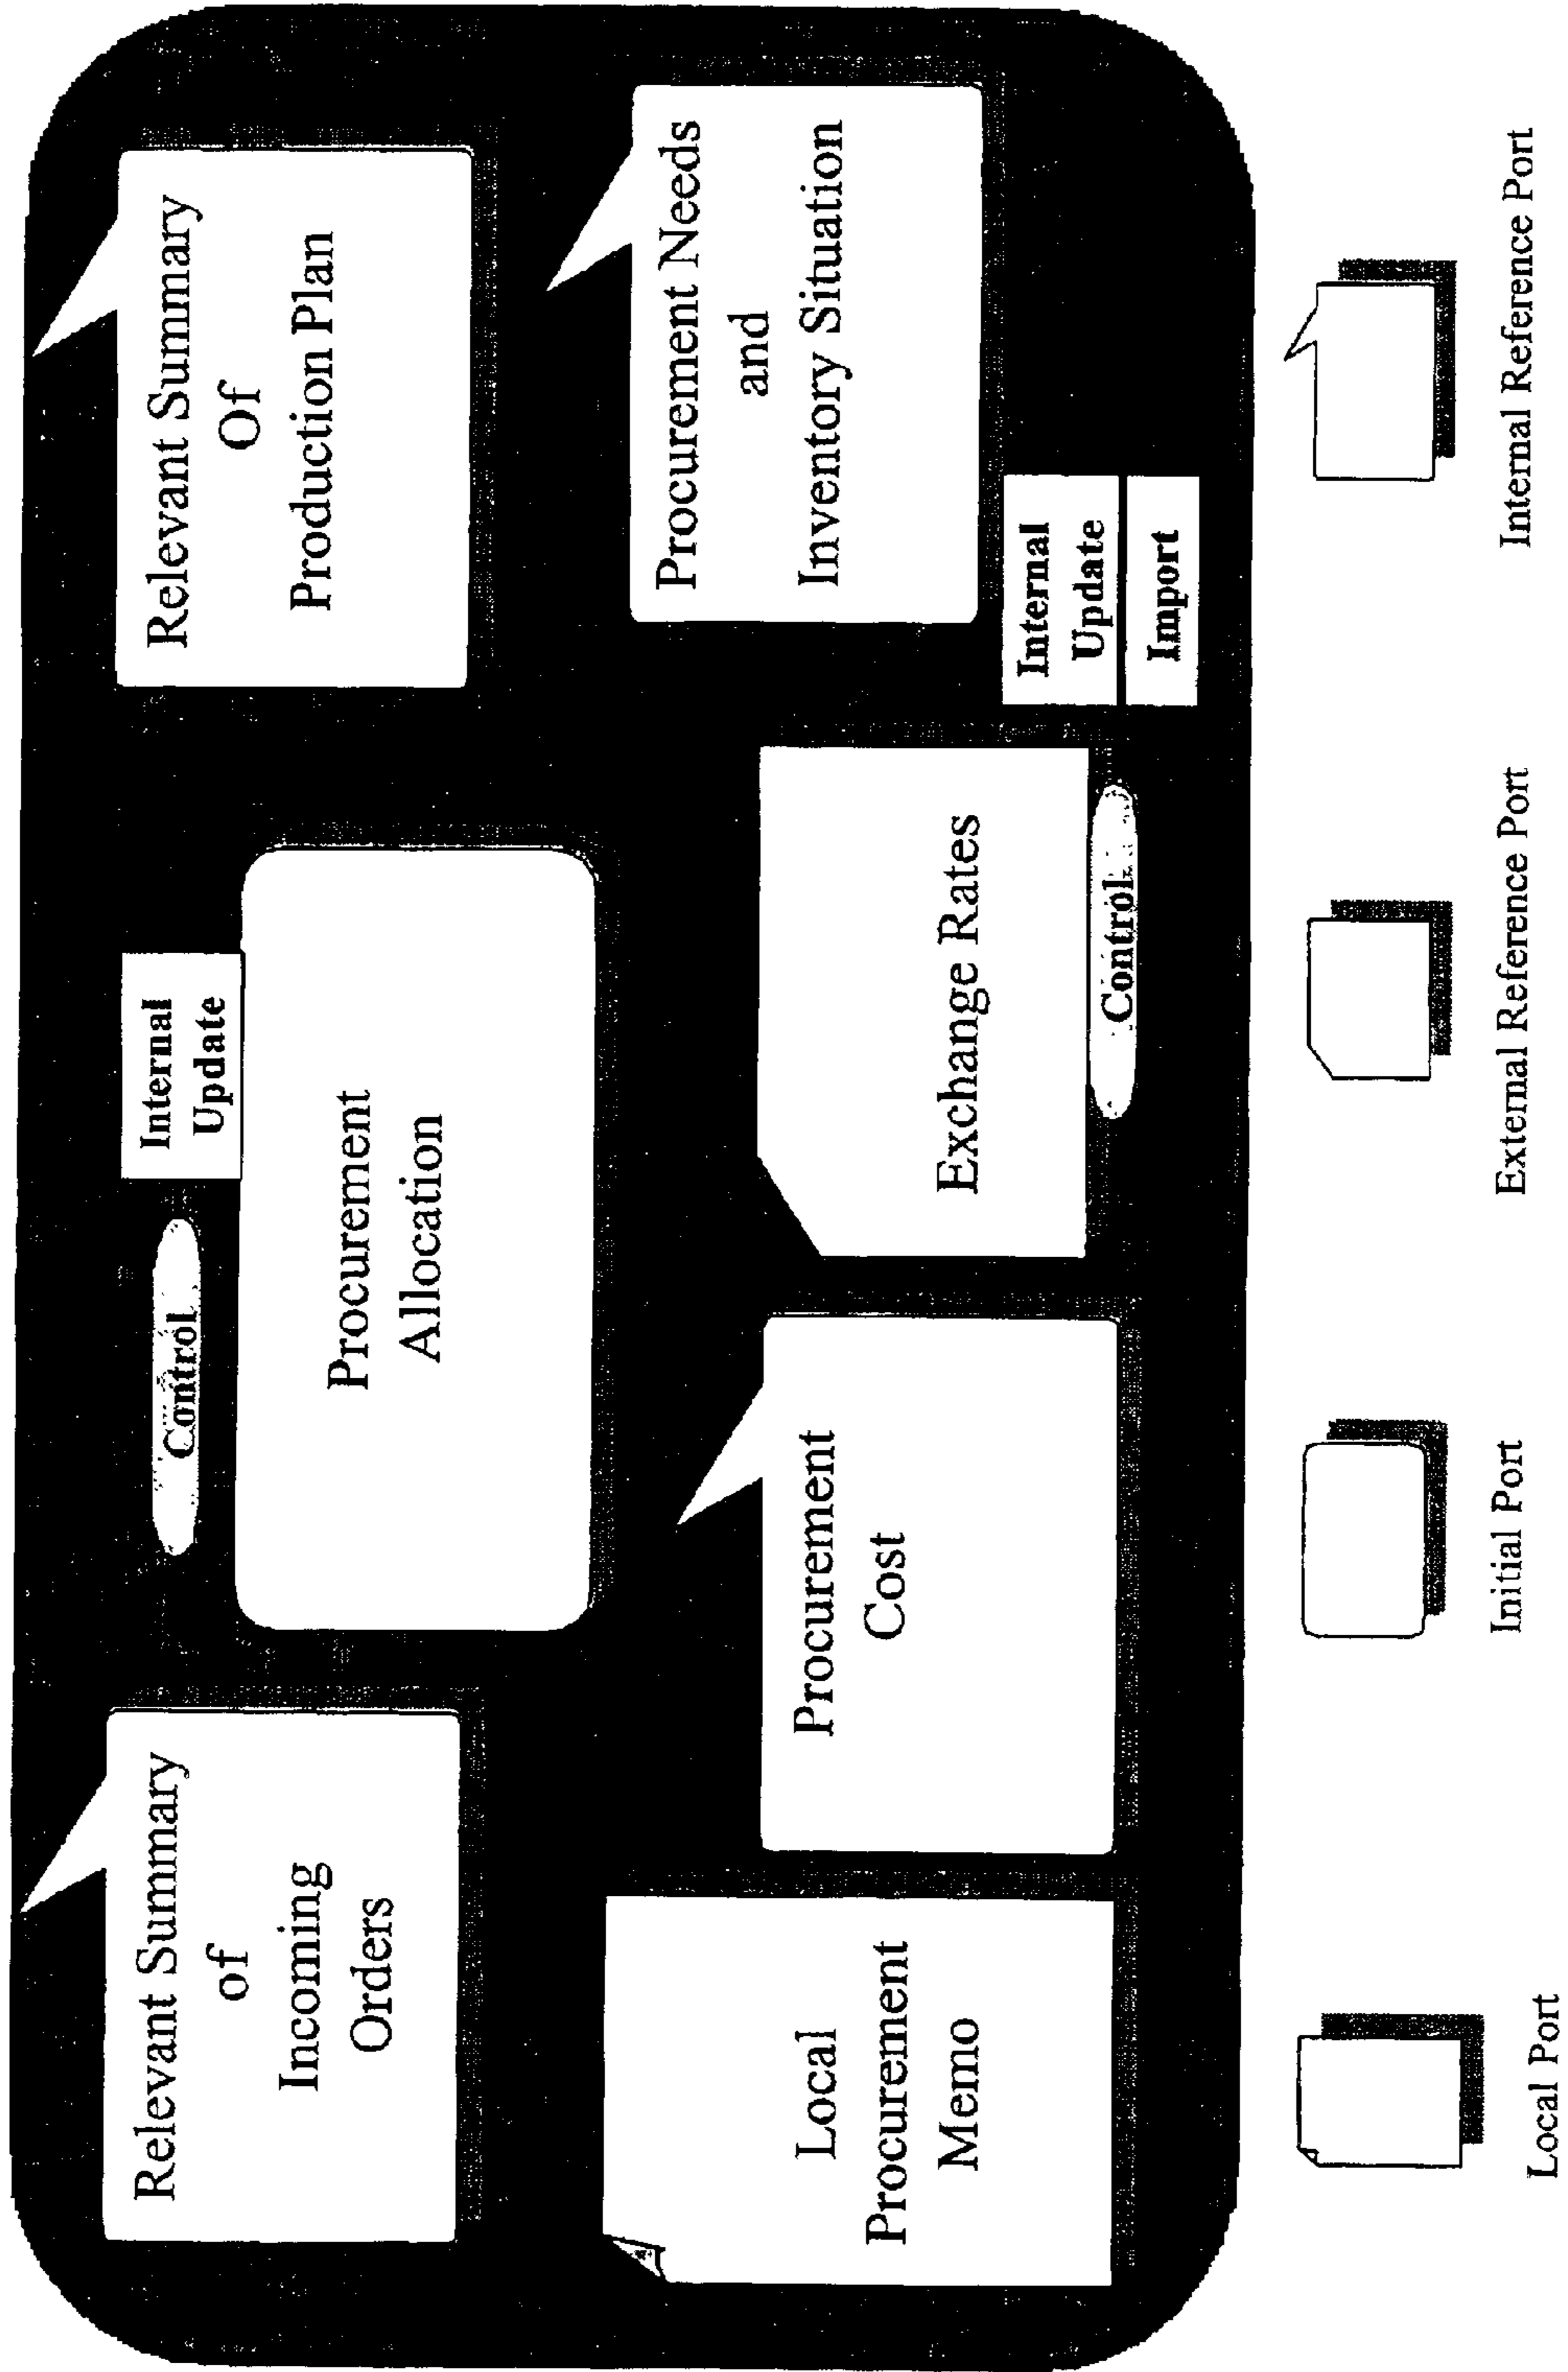 Relevant Summary
of
Incoming
Orders
Control
Internal
Update
Procurement
Allocation
Relevant Summary
Of
Production Plan
Local
Procurement
Memo
Procurement
Cost
Exchange Rates
Control
Procurement Needs
and
Inventory Situation
Internal
Update
Import
Local Port
Initial Port
External Reference Port
Internal Reference Port